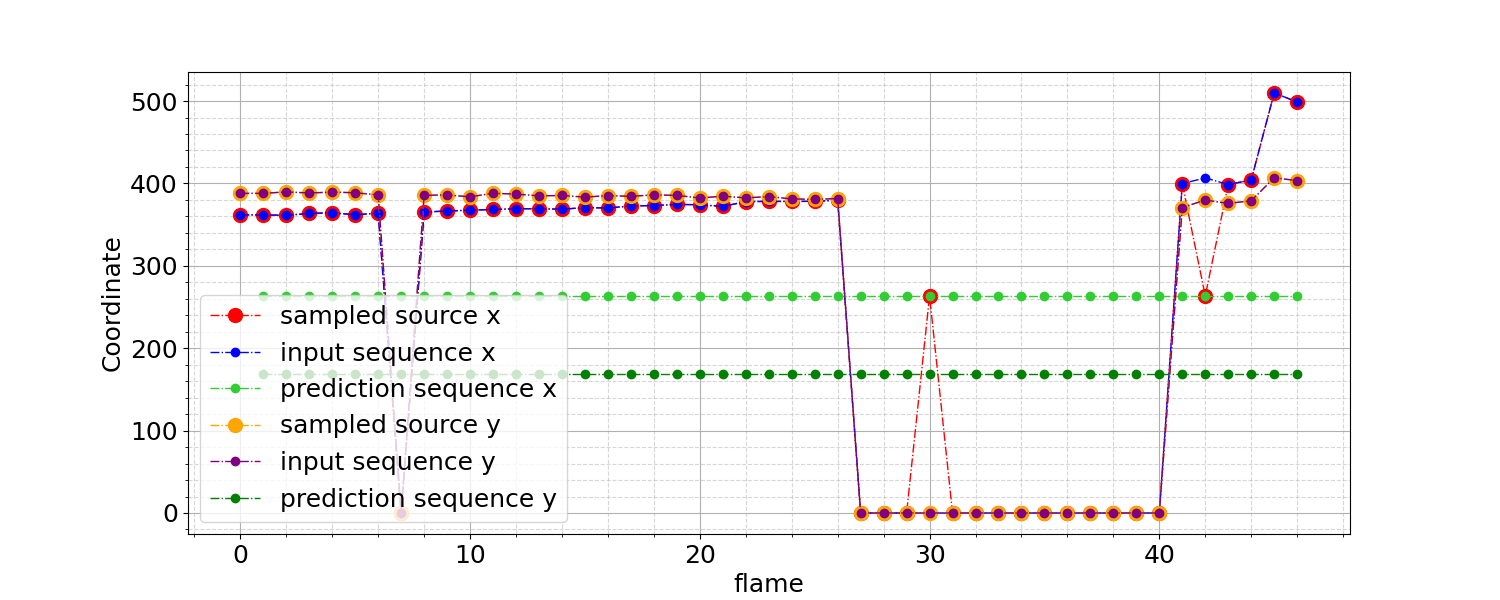 500
400
300
200
100
0
Coordinate
sampled source x
input sequence x
prediction sequence x
sampled source y
input sequence y
prediction sequence y
0 10 20 30 40
flame